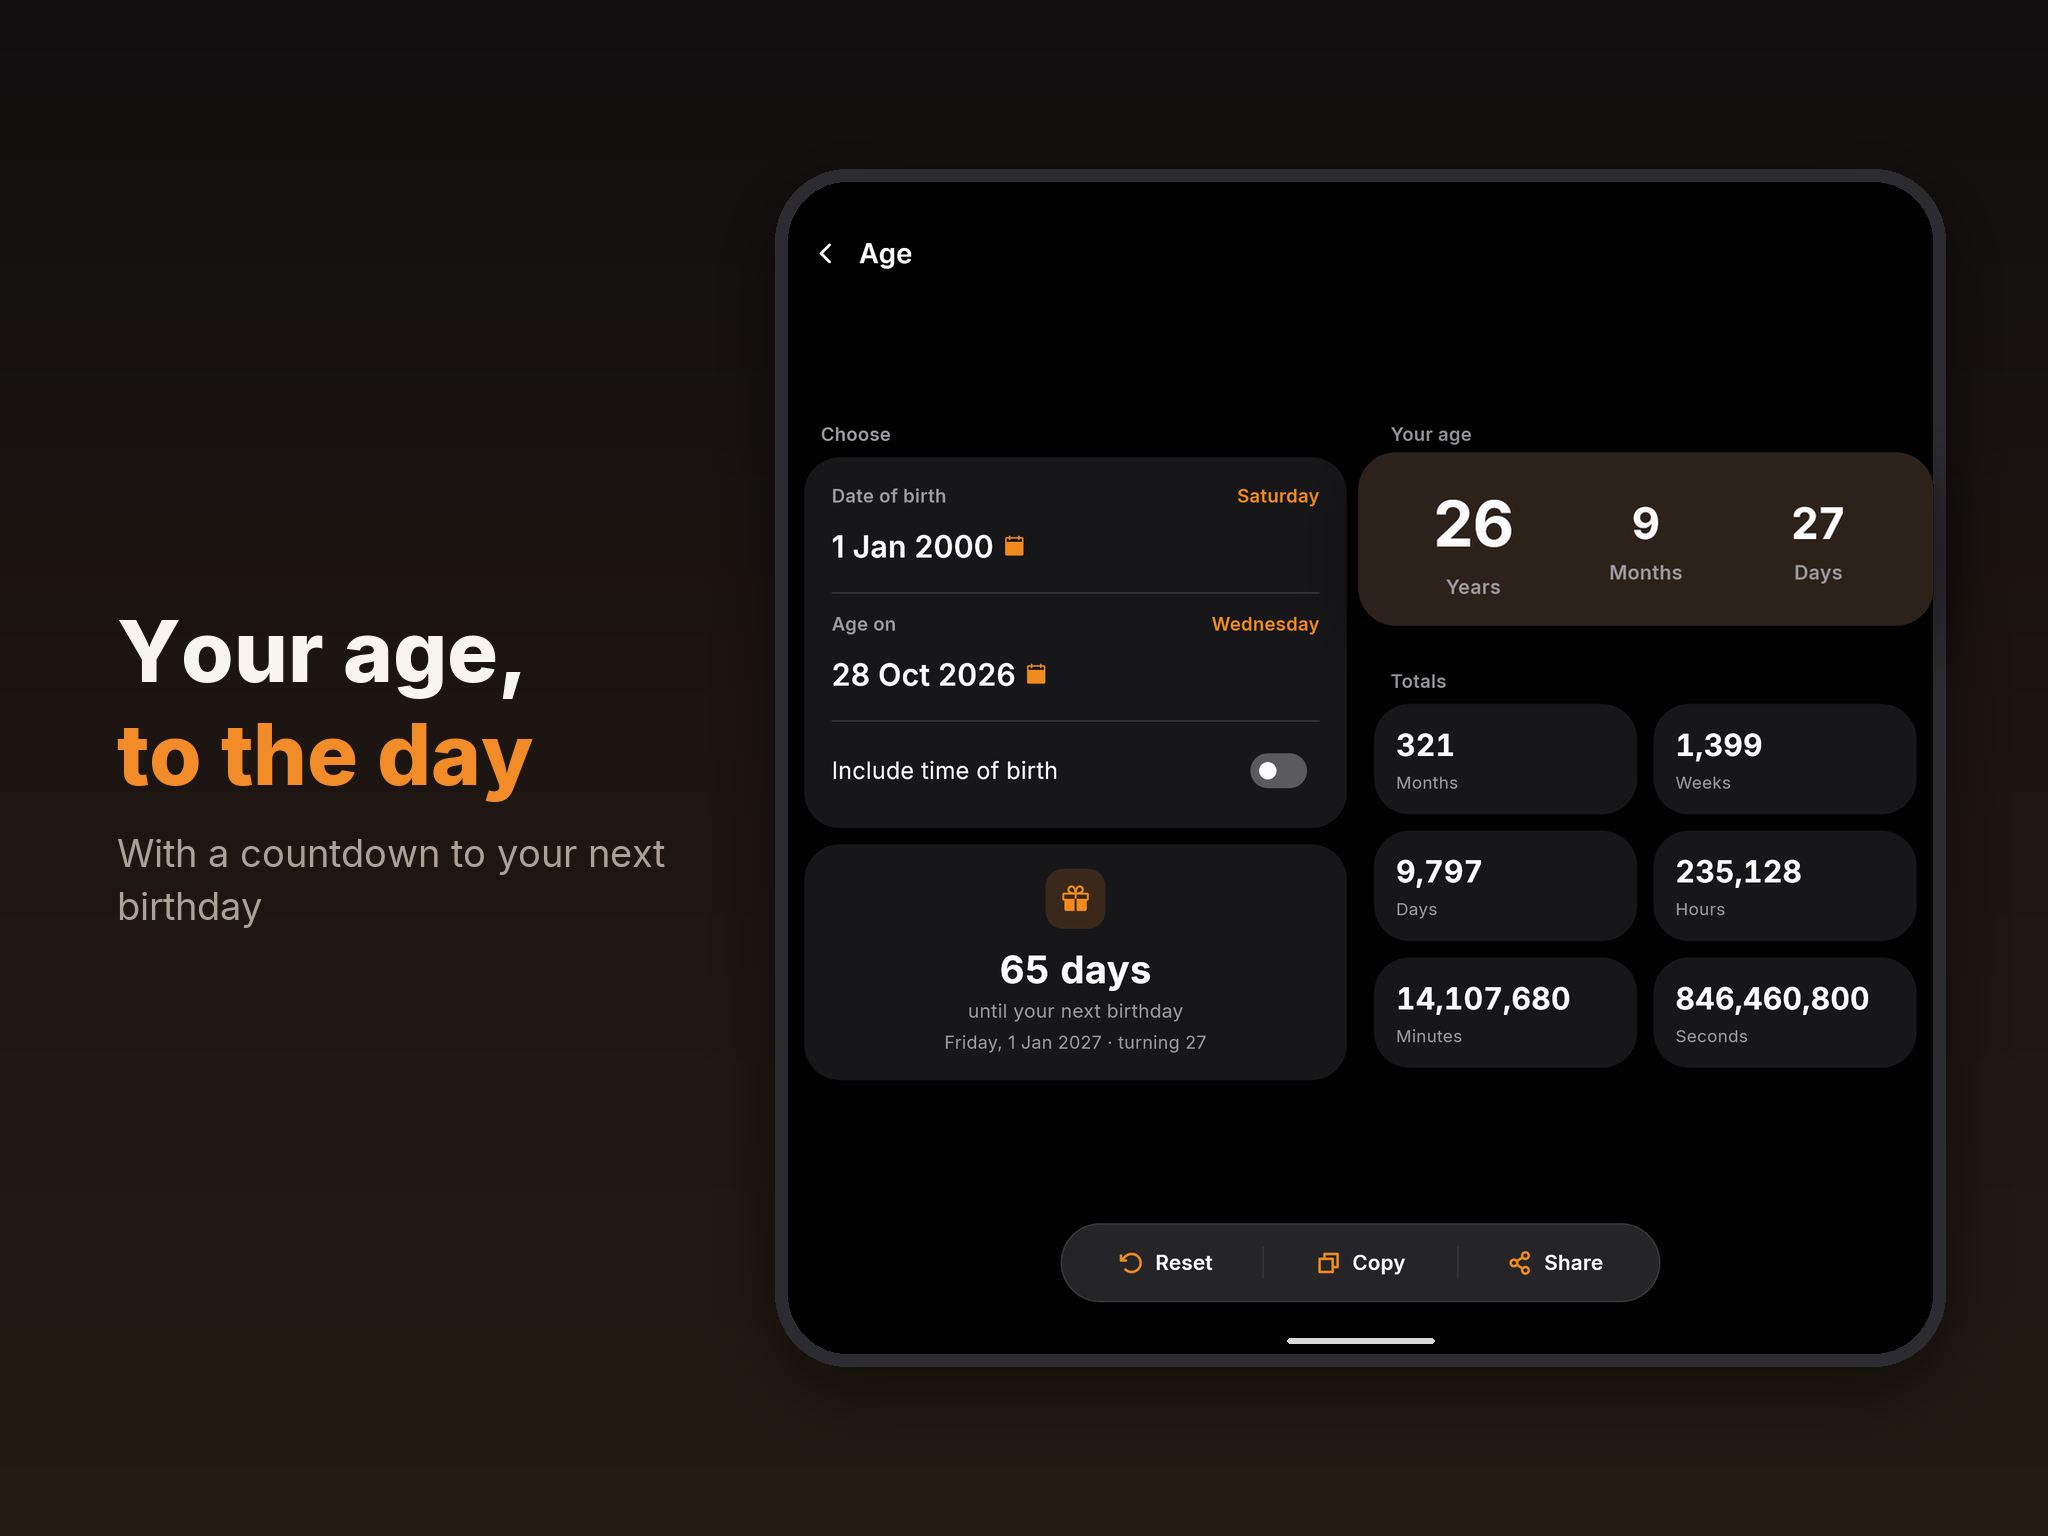 Your age,
to the day
With a countdown to your next
birthday
Age
Choose
Date of birth
Saturday
1 Jan 2000
Age on
Wednesday
28 Oct 2026
Include time of birth
65 days
until your next birthday
Friday, 1 Jan 2027 · turning 27
Your age
26
Years
9
Months
27
Days
Totals
321
Months
1,399
Weeks
9,797
Days
235,128
Hours
14,107,680
Minutes
846,460,800
Seconds
Reset
Copy
Share